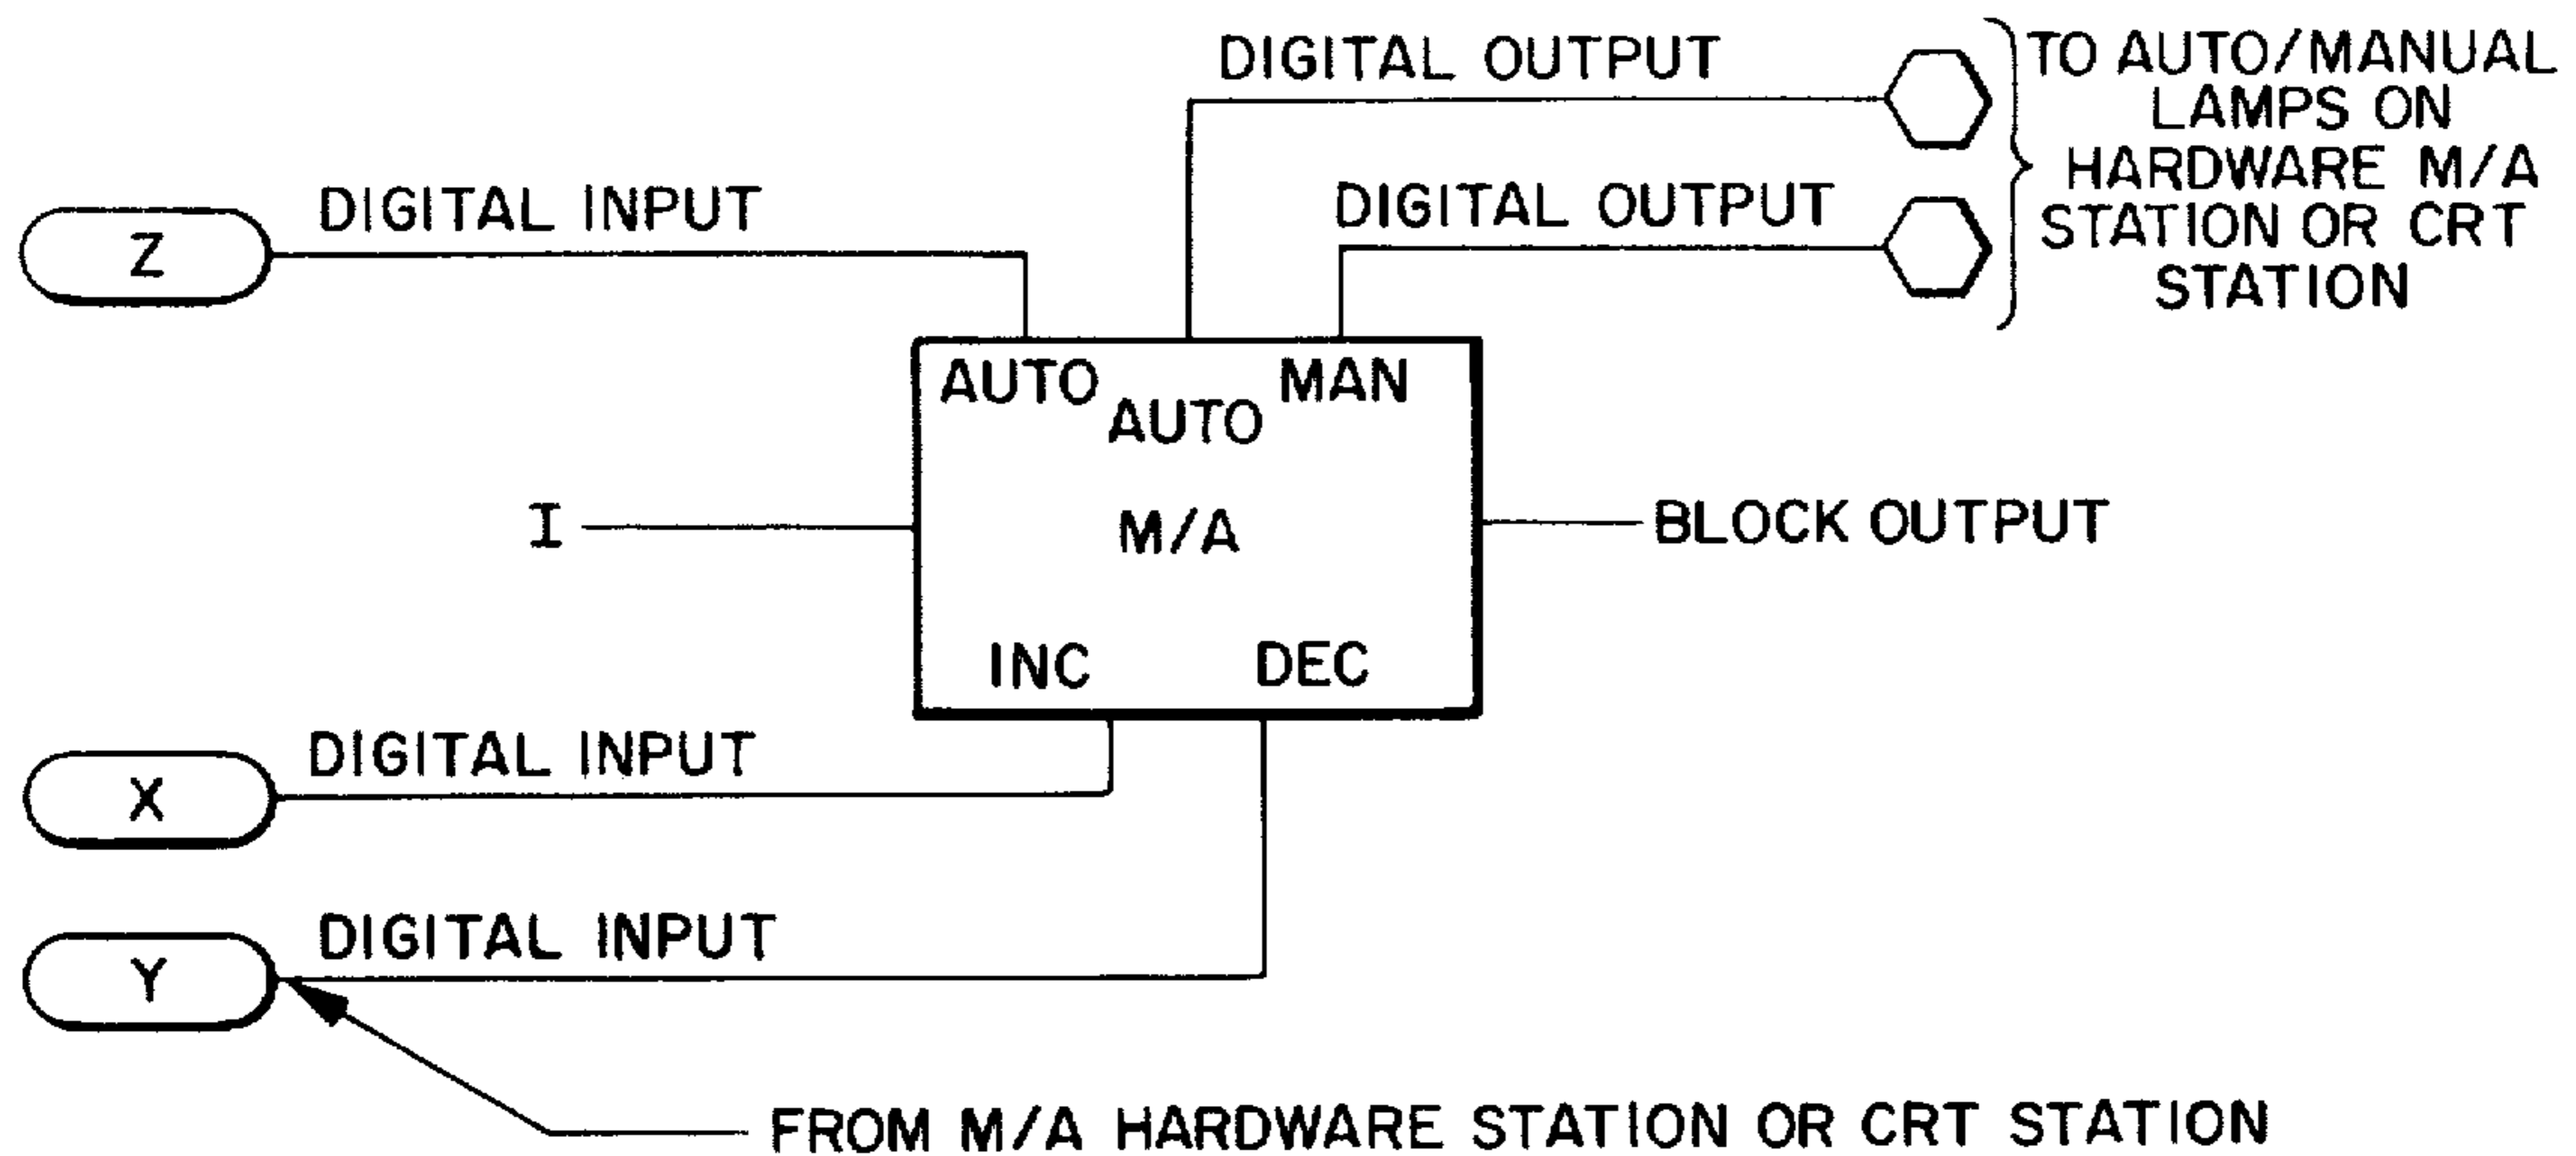 DIGITAL OUTPUT
TO AUTO/MANUAL
LAMPS ON
HARDWARE M/A
STATION OR CRT
STATION
DIGITAL OUTPUT
DIGITAL INPUT
Z
AUTO
AUTO
MAN
I
M/A
BLOCK OUTPUT
INC
DEC
DIGITAL INPUT
X
DIGITAL INPUT
Y
FROM M/A HARDWARE STATION OR CRT STATION